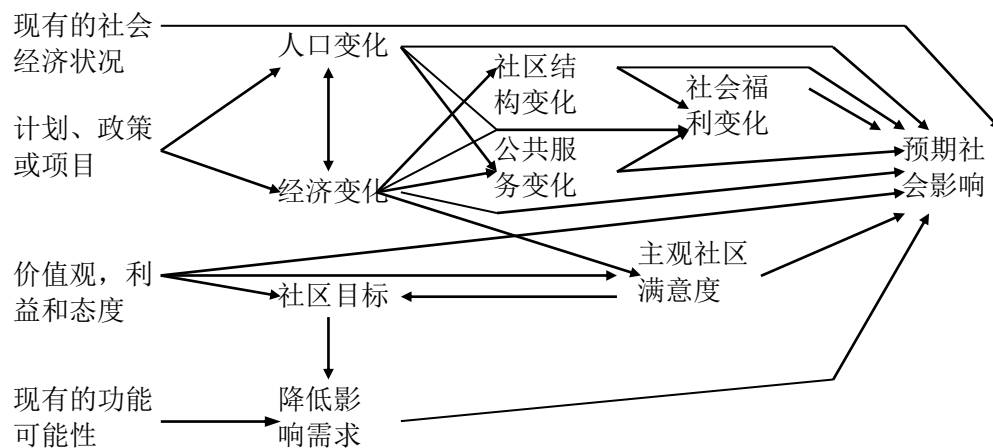 现有的社会
经济状况
人口变化
社区结
构变化
社会福
利变化
计划、政策
或项目
公共服
务变化
预期社
会影响
经济变化
价值观，利
益和态度
主观社区
满意度
社区目标
现有的功能
可能性
降低影
响需求